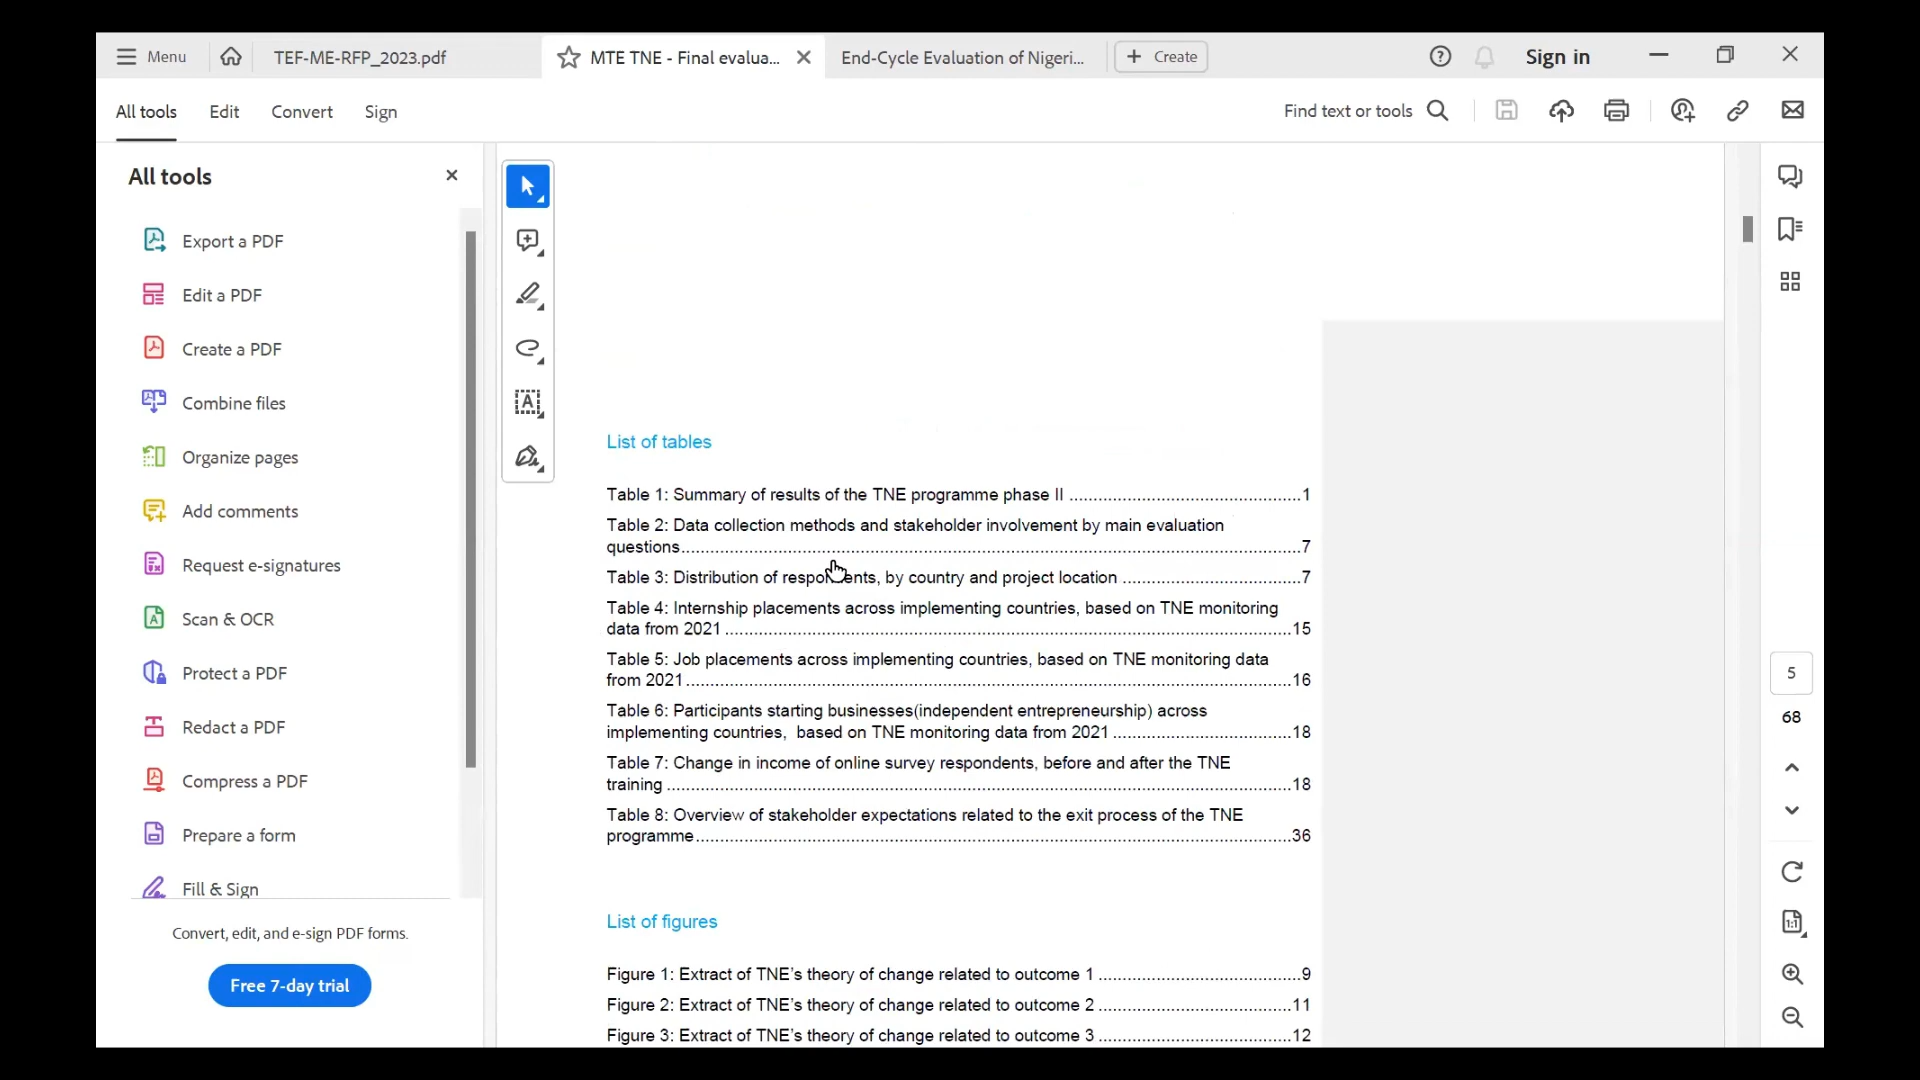 Menu
TEF-ME-RFP_2023.pdf
MTE TNE - Final evalua...
End-Cycle Evaluation of Nigeri...
Create
Sign in
All tools
Edit
Convert
Sign
Find text or tools
All tools
Export a PDF
Edit a PDF
Create a PDF
Combine files
Organize pages
Add comments
Request e-signatures
Scan & OCR
Protect a PDF
Redact a PDF
Compress a PDF
Prepare a form
Fill & Sign
Convert, edit, and e-sign PDF forms.
Free 7-day trial
List of tables
Table 1: Summary of results of the TNE programme phase II ...............................................1
Table 2: Data collection methods and stakeholder involvement by main evaluation
questions...............................................................................................................................7
Table 3: Distribution of respondents, by country and project location ....................................7
Table 4: Internship placements across implementing countries, based on TNE monitoring
data from 2021 ....................................................................................................................15
Table 5: Job placements across implementing countries, based on TNE monitoring data
from 2021............................................................................................................................16
Table 6: Participants starting businesses(independent entrepreneurship) across
implementing countries,  based on TNE monitoring data from 2021 ....................................18
Table 7: Change in income of online survey respondents, before and after the TNE
training ................................................................................................................................18
Table 8: Overview of stakeholder expectations related to the exit process of the TNE
programme..........................................................................................................................36
List of figures
Figure 1: Extract of TNE’s theory of change related to outcome 1 .........................................9
Figure 2: Extract of TNE’s theory of change related to outcome 2 .......................................11
Figure 3: Extract of TNE’s theory of change related to outcome 3 .......................................12
5
68